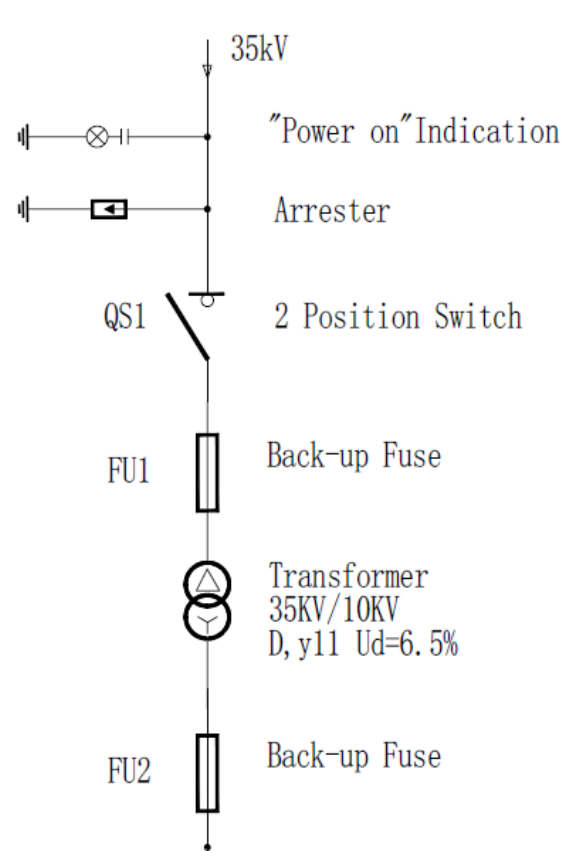 35kV
"Power on"Indication
Arrester
QS1
2 Position Switch
FU1
Back-up Fuse
Transformer
35KV/10KV
D,y11 Ud=6.5%
FU2
Back-up Fuse